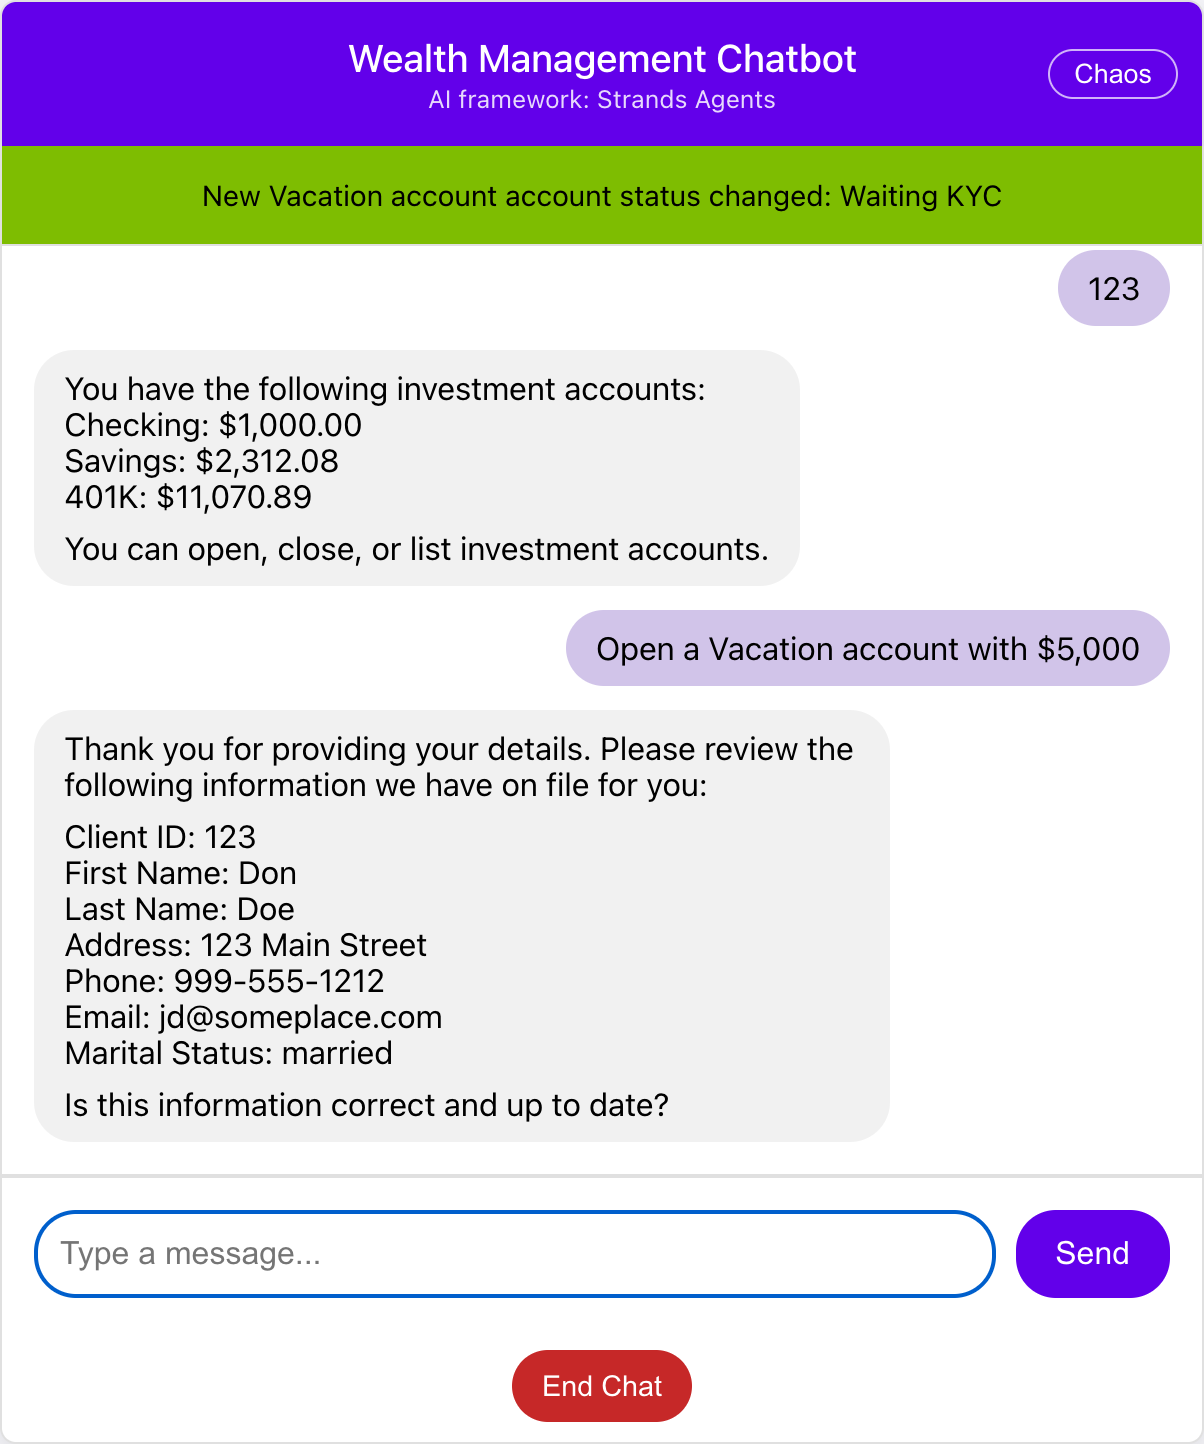 Wealth Management Chatbot
AI framework: Strands Agents
Chaos
New Vacation account account status changed: Waiting KYC
123
You have the following investment accounts:
Checking: $1,000.00
Savings: $2,312.08
401K: $11,070.89
You can open, close, or list investment accounts.
Open a Vacation account with $5,000
Thank you for providing your details. Please review the
following information we have on file for you:
Client ID: 123
First Name: Don
Last Name: Doe
Address: 123 Main Street
Phone: 999-555-1212
Email: jd@someplace.com
Marital Status: married
Is this information correct and up to date?
Type a message...
Send
End Chat